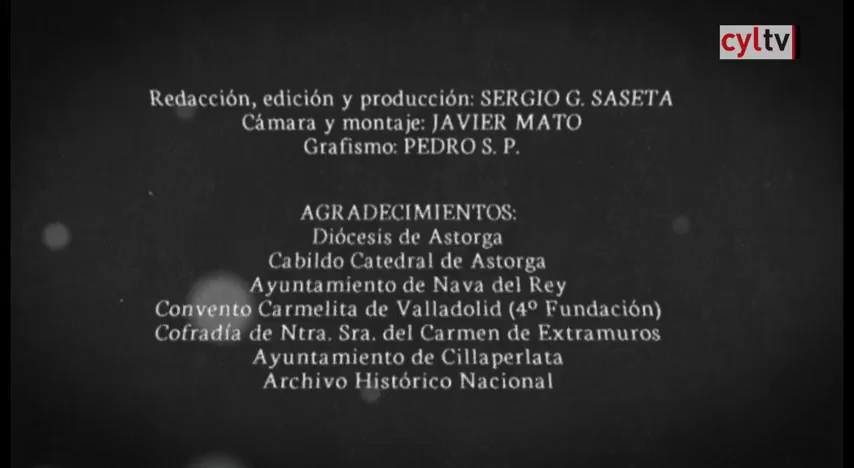 cyltv
Redacción, edición y producción: SERGIO G. SASETA
Cámara y montaje: JAVIER MATO
Grafismo: PEDRO S. P.
AGRADECIMIENTOS:
Diócesis de Astorga
Cabildo Catedral de Astorga
Ayuntamiento de Nava del Rey
Convento Carmelita de Valladolid (4º Fundación)
Cofradía de Ntra. Sra. del Carmen de Extramuros
Ayuntamiento de Cillaperlata
Archivo Histórico Nacional